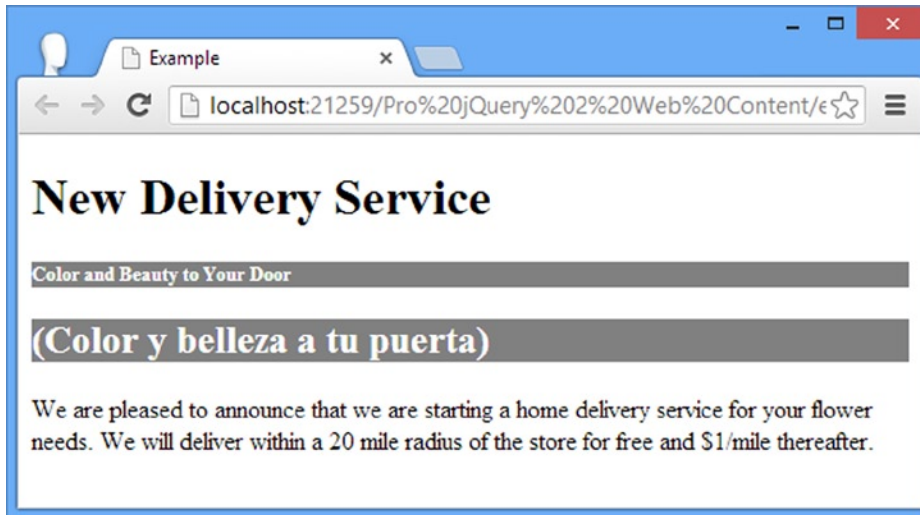 Example
localhost:21259/Pro%20jQuery%202%20Web%20Content/e
New Delivery Service
Color and Beauty to Your Door
(Color y belleza a tu puerta)
We are pleased to announce that we are starting a home delivery service for your flower
needs. We will deliver within a 20 mile radius of the store for free and $1/mile thereafter.